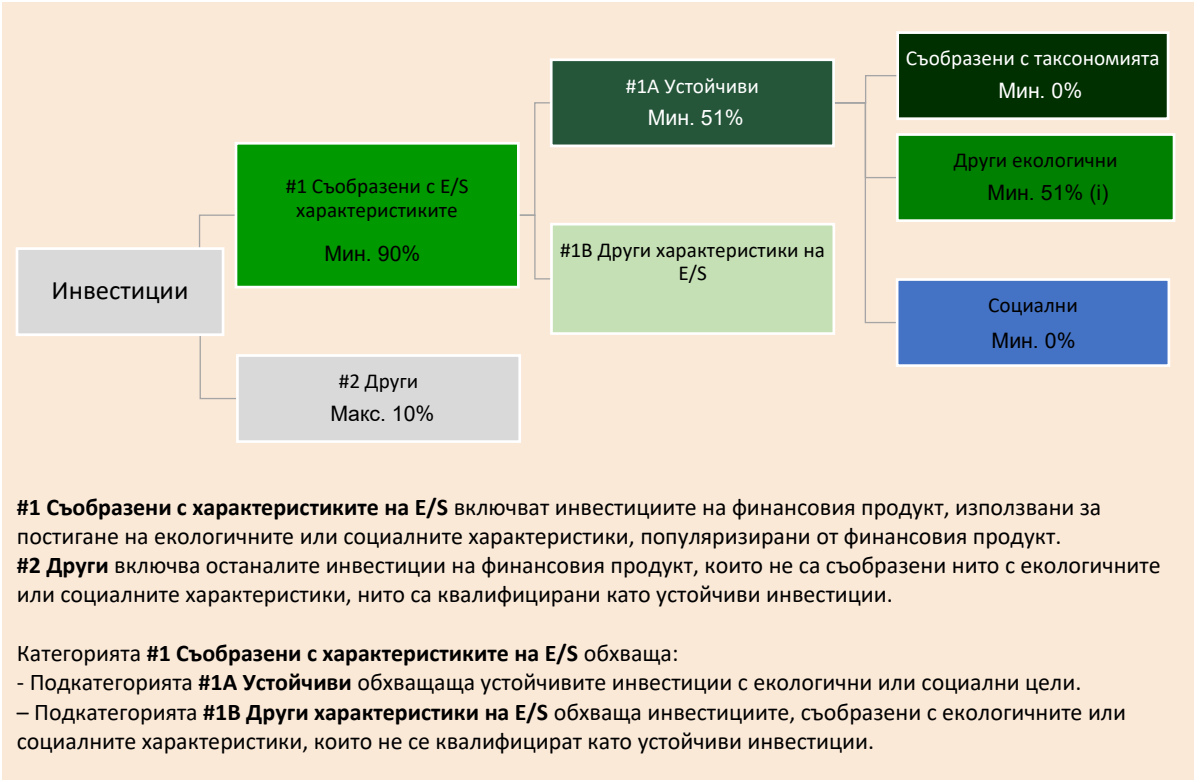 Инвестиции
#1 Съобразени с E/S
характеристиките
Мин. 90%
#2 Други
Макс. 10%
#1A Устойчиви
Мин. 51%
#1B Други характеристики на
E/S
Съобразени с таксономията
Мин. 0%
Други екологични
Мин. 51% (i)
Социални
Мин. 0%
#1 Съобразени с характеристиките на E/S включват инвестициите на финансовия продукт, използвани за
постигане на екологичните или социалните характеристики, популяризирани от финансовия продукт.
#2 Други включва останалите инвестиции на финансовия продукт, които не са съобразени нито с екологичните
или социалните характеристики, нито са квалифицирани като устойчиви инвестиции.
Категорията #1 Съобразени с характеристиките на E/S обхваща:
- Подкатегорията #1A Устойчиви обхващаща устойчивите инвестиции с екологични или социални цели.
– Подкатегорията #1B Други характеристики на E/S обхваща инвестициите, съобразени с екологичните или
социалните характеристики, които не се квалифицират като устойчиви инвестиции.